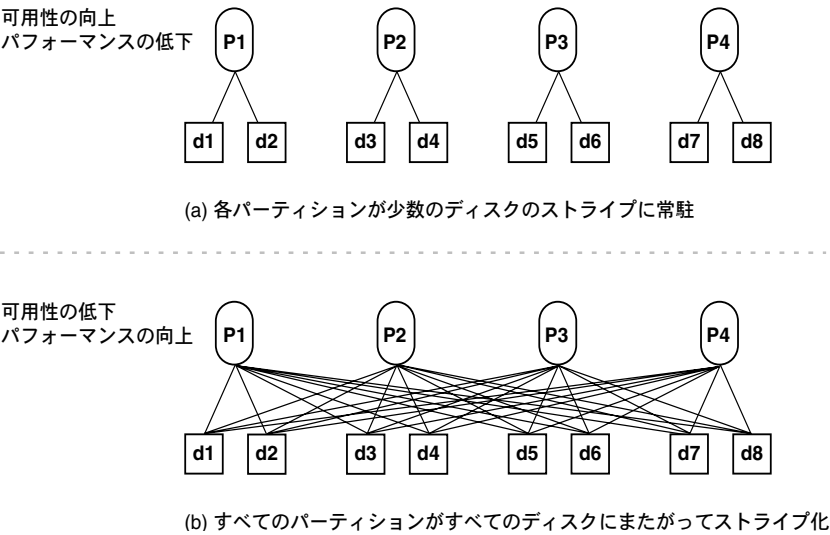 可用性の向上
パフォーマンスの低下
P1 P2 P3 P4
d1 d2 d3 d4 d5 d6 d7 d8
(a) 各パーティションが少数のディスクのストライプに常駐
可用性の低下
パフォーマンスの向上
P1 P2 P3 P4
d1 d2 d3 d4 d5 d6 d7 d8
(b) すべてのパーティションがすべてのディスクにまたがってストライプ化